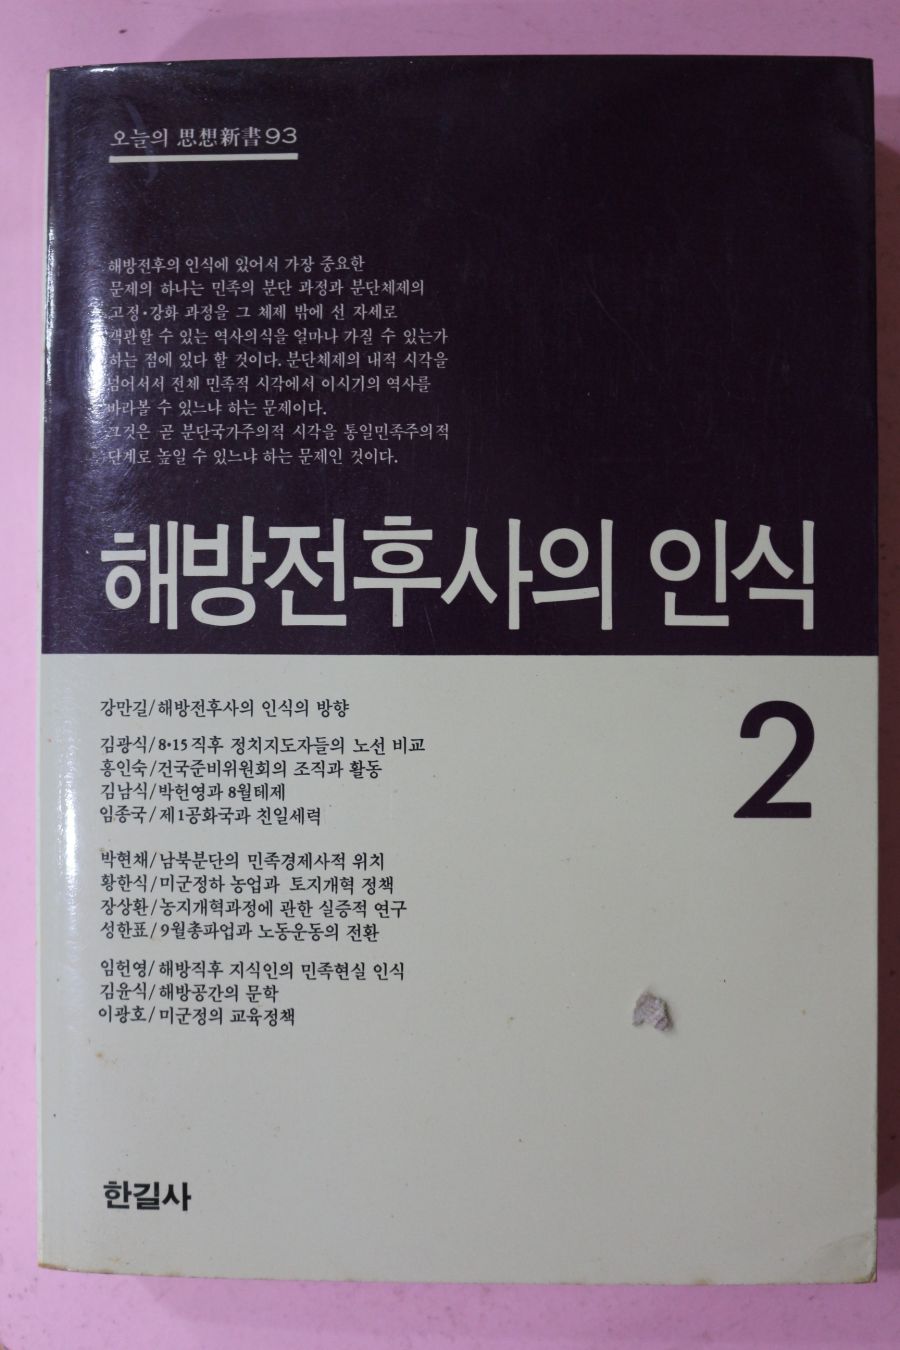 오늘의 思想新書93
해방전후의 인식에 있어서 가장 중요한
문제의 하나는 민족의 분단 과정과 분단체제의
고정·강화 과정을 그 체제 밖에 선 자세로
객관할 수 있는 역사의식을 얼마나 가질 수 있는가
하는 점에 있다 할 것이다. 분단체제의 내적 시각을
넘어서서 전체 민족적 시각에서 이시기의 역사를
바라볼 수 있느냐 하는 문제이다.
그것은 곧 분단국가주의적 시각을 통일민족주의적
단계로 높일 수 있느냐 하는 문제인 것이다.
해방전후사의 인식
2
강만길/해방전후사의 인식의 방향
김광식/8·15직후 정치지도자들의 노선 비교
홍인숙/건국준비위원회의 조직과 활동
김남식/박헌영과 8월테제
임종국/제1공화국과 친일세력
박현채/남북분단의 민족경제사적 위치
황한식/미군정하 농업과 토지개혁 정책
장상환/농지개혁과정에 관한 실증적 연구
성한표/9월총파업과 노동운동의 전환
임헌영/해방직후 지식인의 민족현실 인식
김윤식/해방공간의 문학
이광호/미군정의 교육정책
한길사